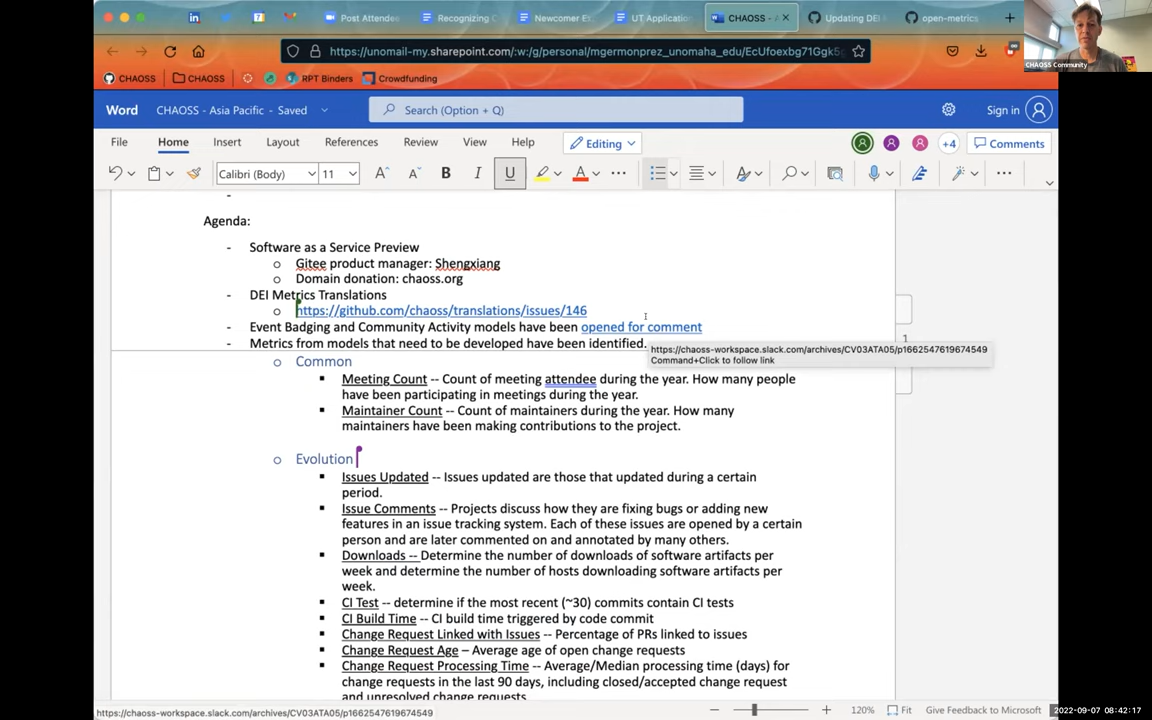 Post Attendee
Recognizing C
Newcomer Ex
UT Application
CHAOSS - A
Updating DEI
open-metrics
https://unomail-my.sharepoint.com/:w:/g/personal/mgermonprez_unomaha_edu/EcUfoexbg71Ggk5c
CHAOSS
CHAOSS
RPT Binders
Crowdfunding
CHAOSS Community
Word
CHAOSS - Asia Pacific - Saved
Search (Option + Q)
Sign in
File
Home
Insert
Layout
References
Review
View
Help
Editing
+4
Comments
Calibri (Body)
11
Agenda:
- Software as a Service Preview
o Gitee product manager: Shengxiang
o Domain donation: chaoss.org
- DEI Metrics Translations
o https://github.com/chaoss/translations/issues/146
- Event Badging and Community Activity models have been opened for comment
- Metrics from models that need to be developed have been identified.
1
https://chaoss-workspace.slack.com/archives/CV03ATA05/p1662547619674549
Command+Click to follow link
o Common
▪ Meeting Count -- Count of meeting attendee during the year. How many people
have been participating in meetings during the year.
▪ Maintainer Count -- Count of maintainers during the year. How many
maintainers have been making contributions to the project.
o Evolution
▪ Issues Updated -- Issues updated are those that updated during a certain
period.
▪ Issue Comments -- Projects discuss how they are fixing bugs or adding new
features in an issue tracking system. Each of these issues are opened by a certain
person and are later commented on and annotated by many others.
▪ Downloads -- Determine the number of downloads of software artifacts per
week and determine the number of hosts downloading software artifacts per
week.
▪ CI Test -- determine if the most recent (~30) commits contain CI tests
▪ CI Build Time -- CI build time triggered by code commit
▪ Change Request Linked with Issues -- Percentage of PRs linked to issues
▪ Change Request Age – Average age of open change requests
▪ Change Request Processing Time -- Average/Median processing time (days) for
change requests in the last 90 days, including closed/accepted change request
and unresolved change requests.
https://chaoss-workspace.slack.com/archives/CV03ATA05/p1662547619674549
120%
Fit
Give Feedback to Microsoft
2022-09-07 08:42:17